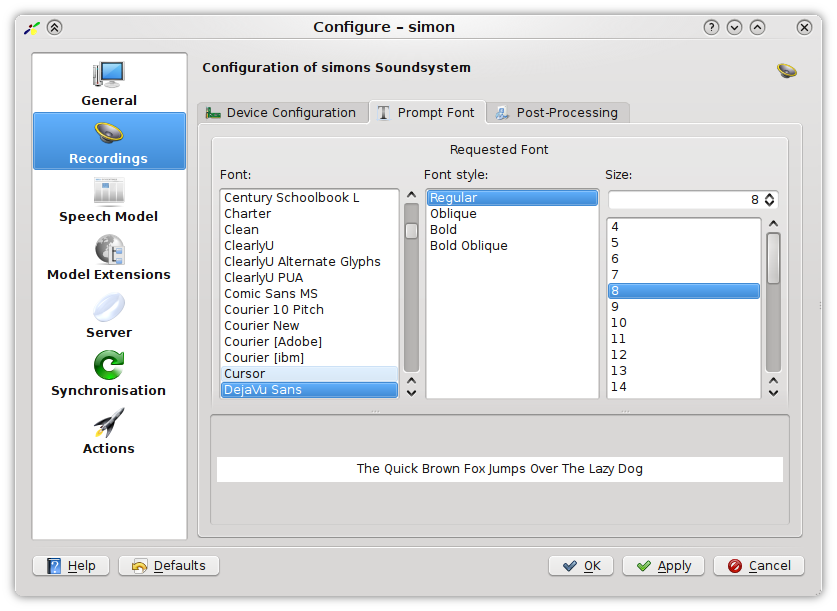 Configure – simon
General
Recordings
Speech Model
Model Extensions
Server
Synchronisation
Actions
Configuration of simons Soundsystem
Device Configuration
Prompt Font
Post-Processing
Requested Font
Font:
Century Schoolbook L
Charter
Clean
ClearlyU
ClearlyU Alternate Glyphs
ClearlyU PUA
Comic Sans MS
Courier 10 Pitch
Courier New
Courier [Adobe]
Courier [ibm]
Cursor
DejaVu Sans
Font style:
Regular
Oblique
Bold
Bold Oblique
Size:
8
4
5
6
7
8
9
10
11
12
13
14
The Quick Brown Fox Jumps Over The Lazy Dog
Help
Defaults
OK
Apply
Cancel